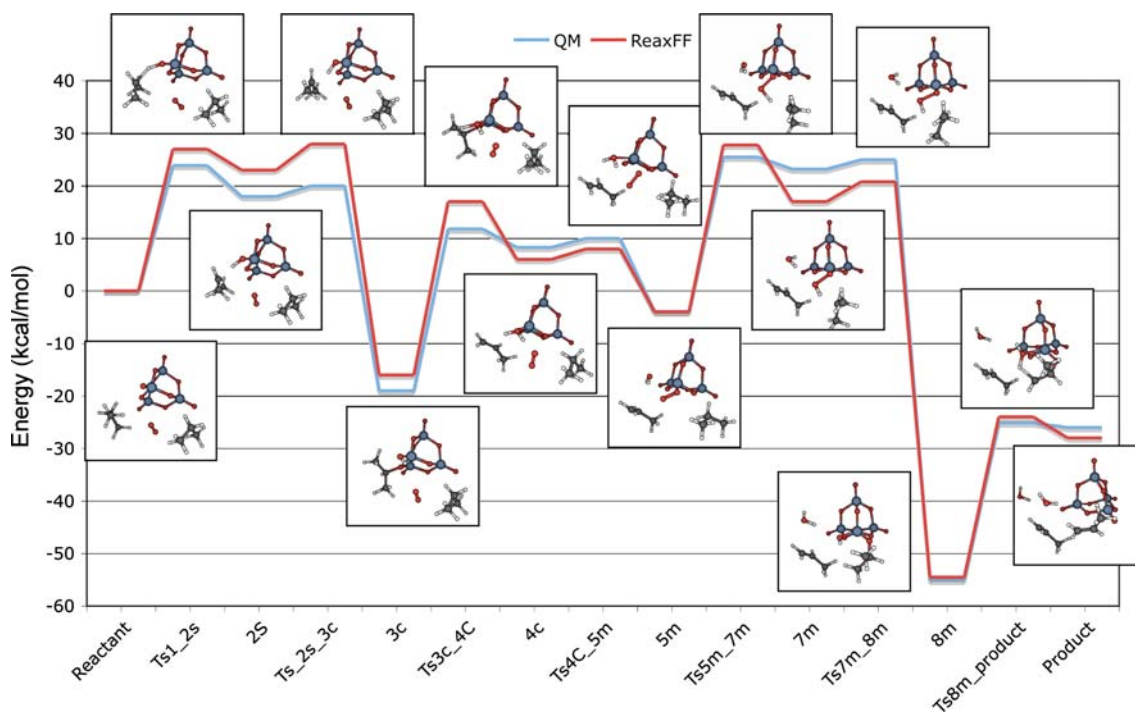 QM ReaxFF
Energy (kcal/mol)
40
30
20
10
0
-10
-20
-30
-40
-50
-60
Reactant
Ts1_2s
2S
Ts_2s_3c
3c
Ts3c_4C
4c
Ts4C_5m
5m
Ts5m_7m
7m
Ts7m_8m
8m
Ts8m_product
Product